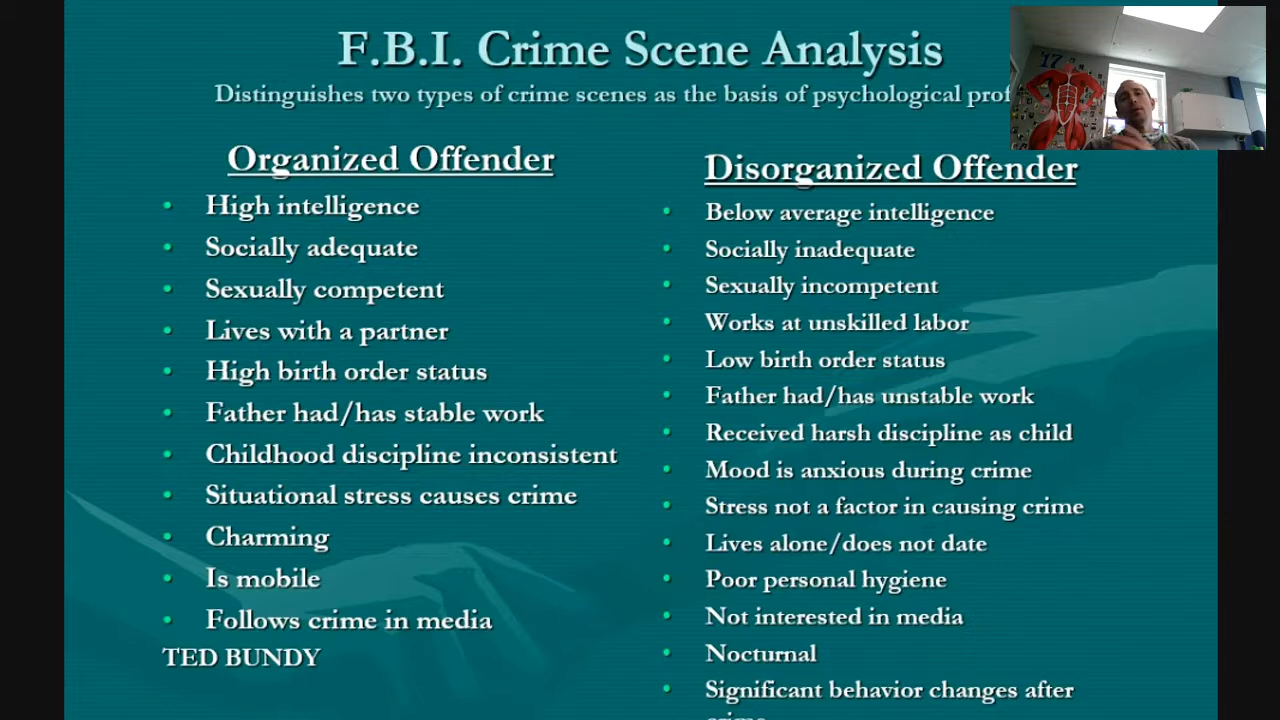 F.B.I. Crime Scene Analysis
Distinguishes two types of crime scenes as the basis of psychological
17
Organized Offender
• High intelligence
• Socially adequate
• Sexually competent
• Lives with a partner
• High birth order status
• Father had/has stable work
• Childhood discipline inconsistent
• Situational stress causes crime
• Charming
• Is mobile
• Follows crime in media
TED BUNDY
Disorganized Offender
• Below average intelligence
• Socially inadequate
• Sexually incompetent
• Works at unskilled labor
• Low birth order status
• Father had/has unstable work
• Received harsh discipline as child
• Mood is anxious during crime
• Stress not a factor in causing crime
• Lives alone/does not date
• Poor personal hygiene
• Not interested in media
• Nocturnal
• Significant behavior changes after